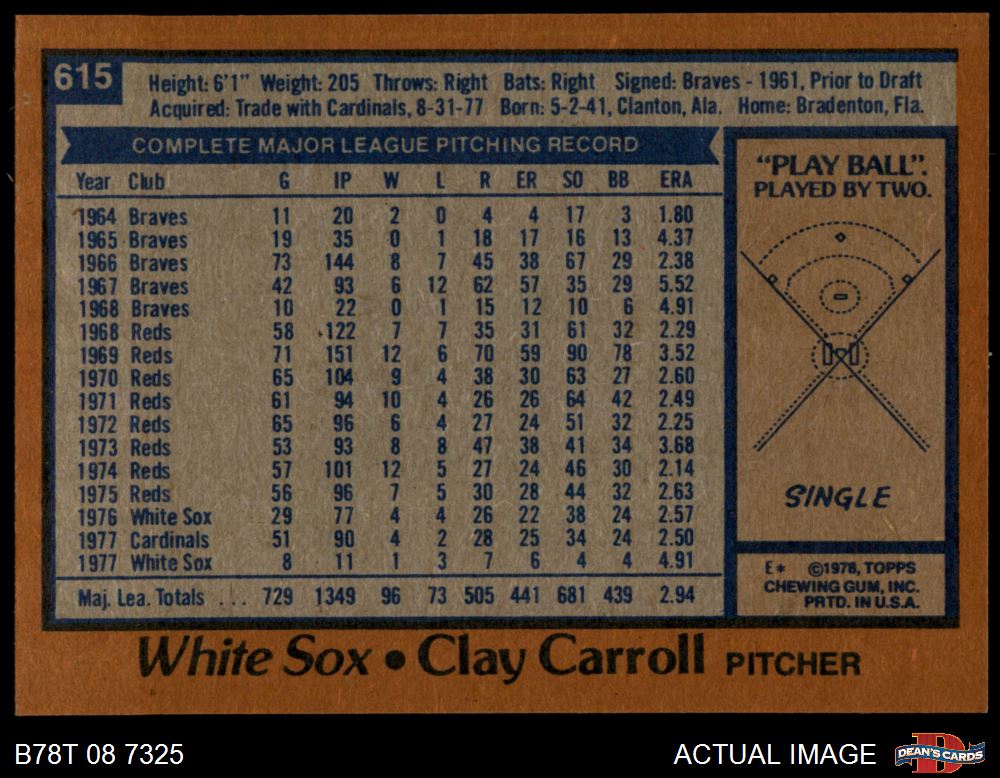 615
Height: 6'1" Weight: 205 Throws: Right Bats: Right Signed: Braves - 1961, Prior to Draft
Acquired: Trade with Cardinals, 8-31-77 Born: 5-2-41, Clanton, Ala. Home: Bradenton, Fla.
COMPLETE MAJOR LEAGUE PITCHING RECORD
Year Club G IP W L R ER SO BB ERA
1964 Braves 11 20 2 0 4 4 17 3 1.80
1965 Braves 19 35 0 1 18 17 16 13 4.37
1966 Braves 73 144 8 7 45 38 67 29 2.38
1967 Braves 42 93 6 12 62 57 35 29 5.52
1968 Braves 10 22 0 1 15 12 10 6 4.91
1968 Reds 58 122 7 7 35 31 61 32 2.29
1969 Reds 71 151 12 6 70 59 90 78 3.52
1970 Reds 65 104 9 4 38 30 63 27 2.60
1971 Reds 61 94 10 4 26 26 64 42 2.49
1972 Reds 65 96 6 4 27 24 51 32 2.25
1973 Reds 53 93 8 8 47 38 41 34 3.68
1974 Reds 57 101 12 5 27 24 46 30 2.14
1975 Reds 56 96 7 5 30 28 44 32 2.63
1976 White Sox 29 77 4 4 26 22 38 24 2.57
1977 Cardinals 51 90 4 2 28 25 34 24 2.50
1977 White Sox 8 11 1 3 7 6 4 4 4.91
Maj. Lea. Totals ... 729 1349 96 73 505 441 681 439 2.94
"PLAY BALL".
PLAYED BY TWO.
SINGLE
E* ©1978, TOPPS
CHEWING GUM, INC.
PRTD. IN U.S.A.
White Sox • Clay Carroll PITCHER
B78T 08 7325
ACTUAL IMAGE
D
DEAN'S CARDS